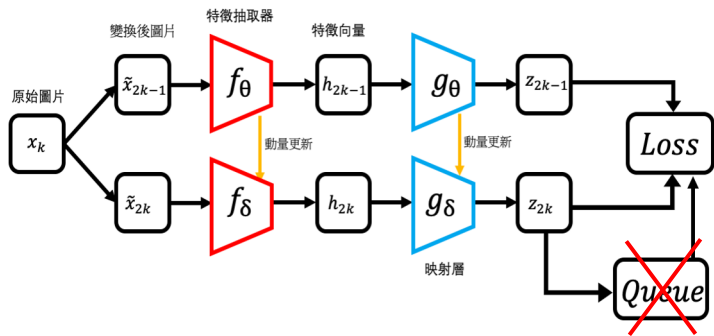 原始圖片
變換後圖片
特徵抽取器
特徵向量
x_k
x̃_{2k−1}
f_θ
h_{2k−1}
g_θ
z_{2k−1}
Loss
動量更新
動量更新
x̃_{2k}
f_δ
h_{2k}
g_δ
z_{2k}
映射層
Queue